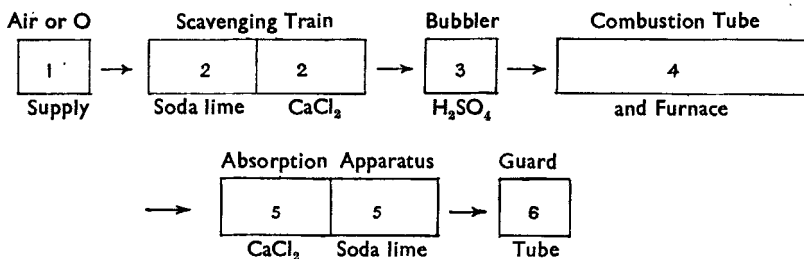 Air or O Scavenging Train Bubbler Combustion Tube
1 2 2 3 4
Supply Soda lime CaCl₂ H₂SO₄ and Furnace
Absorption Apparatus Guard
5 5 6
CaCl₂ Soda lime Tube